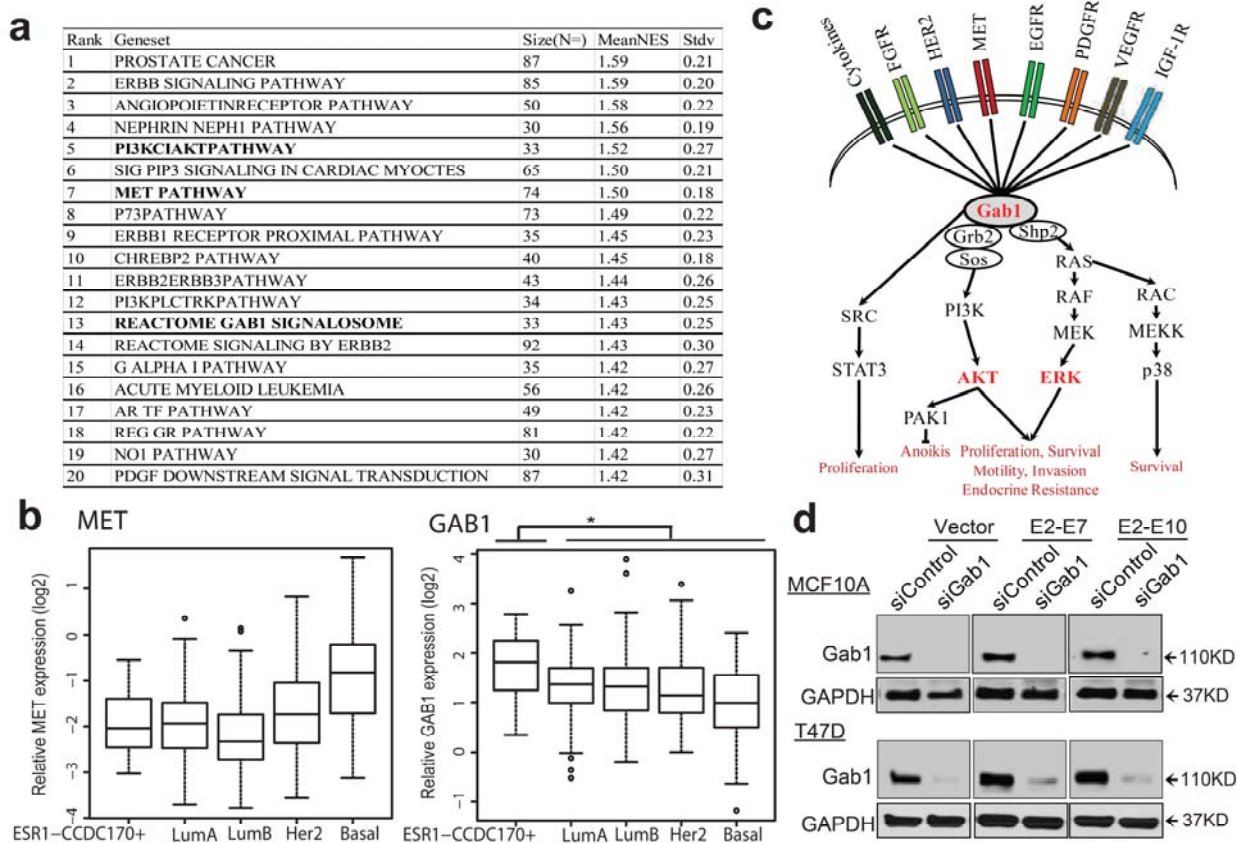 a
Rank Geneset Size(N=) MeanNES Stdv
1 PROSTATE CANCER 87 1.59 0.21
2 ERBB SIGNALING PATHWAY 85 1.59 0.20
3 ANGIOPOIETINRECEPTOR PATHWAY 50 1.58 0.22
4 NEPHRIN NEPH1 PATHWAY 30 1.56 0.19
5 PI3KCIAKTPATHWAY 33 1.52 0.27
6 SIG PIP3 SIGNALING IN CARDIAC MYOCTES 65 1.50 0.21
7 MET PATHWAY 74 1.50 0.18
8 P73PATHWAY 73 1.49 0.22
9 ERBB1 RECEPTOR PROXIMAL PATHWAY 35 1.45 0.23
10 CHREBP2 PATHWAY 40 1.45 0.18
11 ERBB2ERBB3PATHWAY 43 1.44 0.26
12 PI3KPLCTRKPATHWAY 34 1.43 0.25
13 REACTOME GAB1 SIGNALOSOME 33 1.43 0.25
14 REACTOME SIGNALING BY ERBB2 92 1.43 0.30
15 G ALPHA I PATHWAY 35 1.42 0.27
16 ACUTE MYELOID LEUKEMIA 56 1.42 0.26
17 AR TF PATHWAY 49 1.42 0.23
18 REG GR PATHWAY 81 1.42 0.22
19 NO1 PATHWAY 30 1.42 0.27
20 PDGF DOWNSTREAM SIGNAL TRANSDUCTION 87 1.42 0.31
b
MET
Relative MET expression (log2)
1
0
−1
−2
−3
−4
ESR1−CCDC170+ LumA LumB Her2 Basal
GAB1
*
Relative GAB1 expression (log2)
4
3
2
1
0
−1
ESR1−CCDC170+ LumA LumB Her2 Basal
c
Cytokines FGFR HER2 MET EGFR PDGFR VEGFR IGF-1R
Gab1
Grb2 Shp2
Sos
RAS
SRC PI3K RAF RAC
MEK MEKK
STAT3 AKT ERK p38
PAK1
Anoikis
Proliferation
Proliferation, Survival
Motility, Invasion
Endocrine Resistance
Survival
d
Vector E2-E7 E2-E10
siControl siGab1 siControl siGab1 siControl siGab1
MCF10A
Gab1 ←110KD
GAPDH ←37KD
T47D
Gab1 ←110KD
GAPDH ←37KD